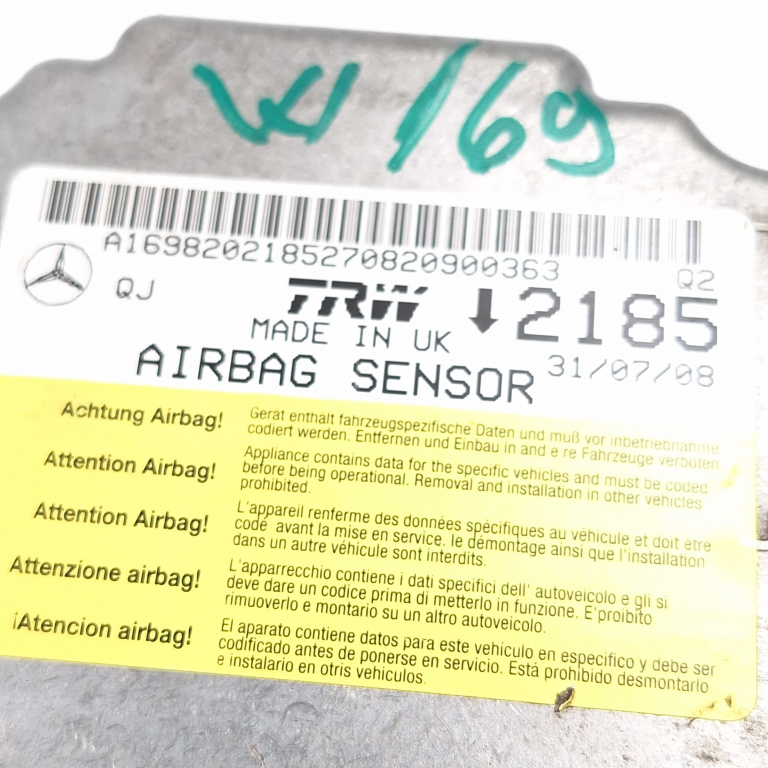 W169
A1698202185270820900363
Q2
QJ
TRW
2185
MADE IN UK
AIRBAG SENSOR
31/07/08
Achtung Airbag!
Gerät enthält fahrzeugspezifische Daten und muß vor inbetriebnahme
codiert werden. Entfernen und Einbau in and e re Fahrzeuge verboten
Attention Airbag!
Appliance contains data for the specific vehicles and must be coded
before being operational. Removal and installation in other vehicles
prohibited.
Attention Airbag!
L'appareil renferme des données spécifiques au véhicule et doit etre
codé avant la mise en service. le démontage ainsi que l'installation
dans un autre véhicule sont interdits.
Attenzione airbag!
L'apparrecchio contiene i dati specifici dell' autoveicolo e gli si
deve dare un codice prima di metterlo in funzione. E'proibito
rimuoverlo e montario su un altro autoveicolo.
¡Atencion airbag!
El aparato contiene datos para este vehículo en especifico y debe ser
codificado antes de ponerse en servicio. Está prohibido desmontarlo
e instalario en otris vehículos.